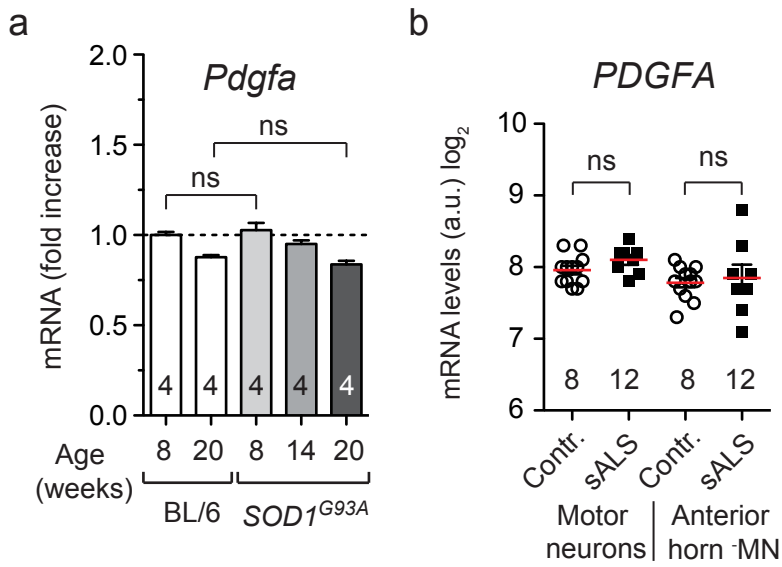 a
Pdgfa
mRNA (fold increase)
2.0
1.5
1.0
0.5
0.0
ns
ns
4 4 4 4 4
Age (weeks)
8 20 8 14 20
BL/6 SOD1^G93A
b
PDGFA
mRNA levels (a.u.) log₂
10
9
8
7
6
ns ns
8 12 8 12
Contr. sALS Contr. sALS
Motor neurons
Anterior horn -MN